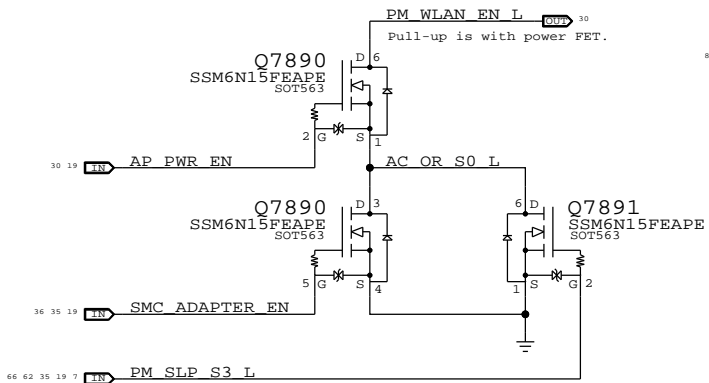 PM_WLAN_EN_L OUT 30
Pull-up is with power FET.
8
Q7890
SSM6N15FEAPE
SOT563
D 6
2 G S 1
30 19 IN AP_PWR_EN
AC_OR_S0_L
Q7890
SSM6N15FEAPE
SOT563
D 3
5 G S 4
6 D
Q7891
SSM6N15FEAPE
SOT563
1 S G 2
36 35 19 IN SMC_ADAPTER_EN
66 62 35 19 7 IN PM_SLP_S3_L